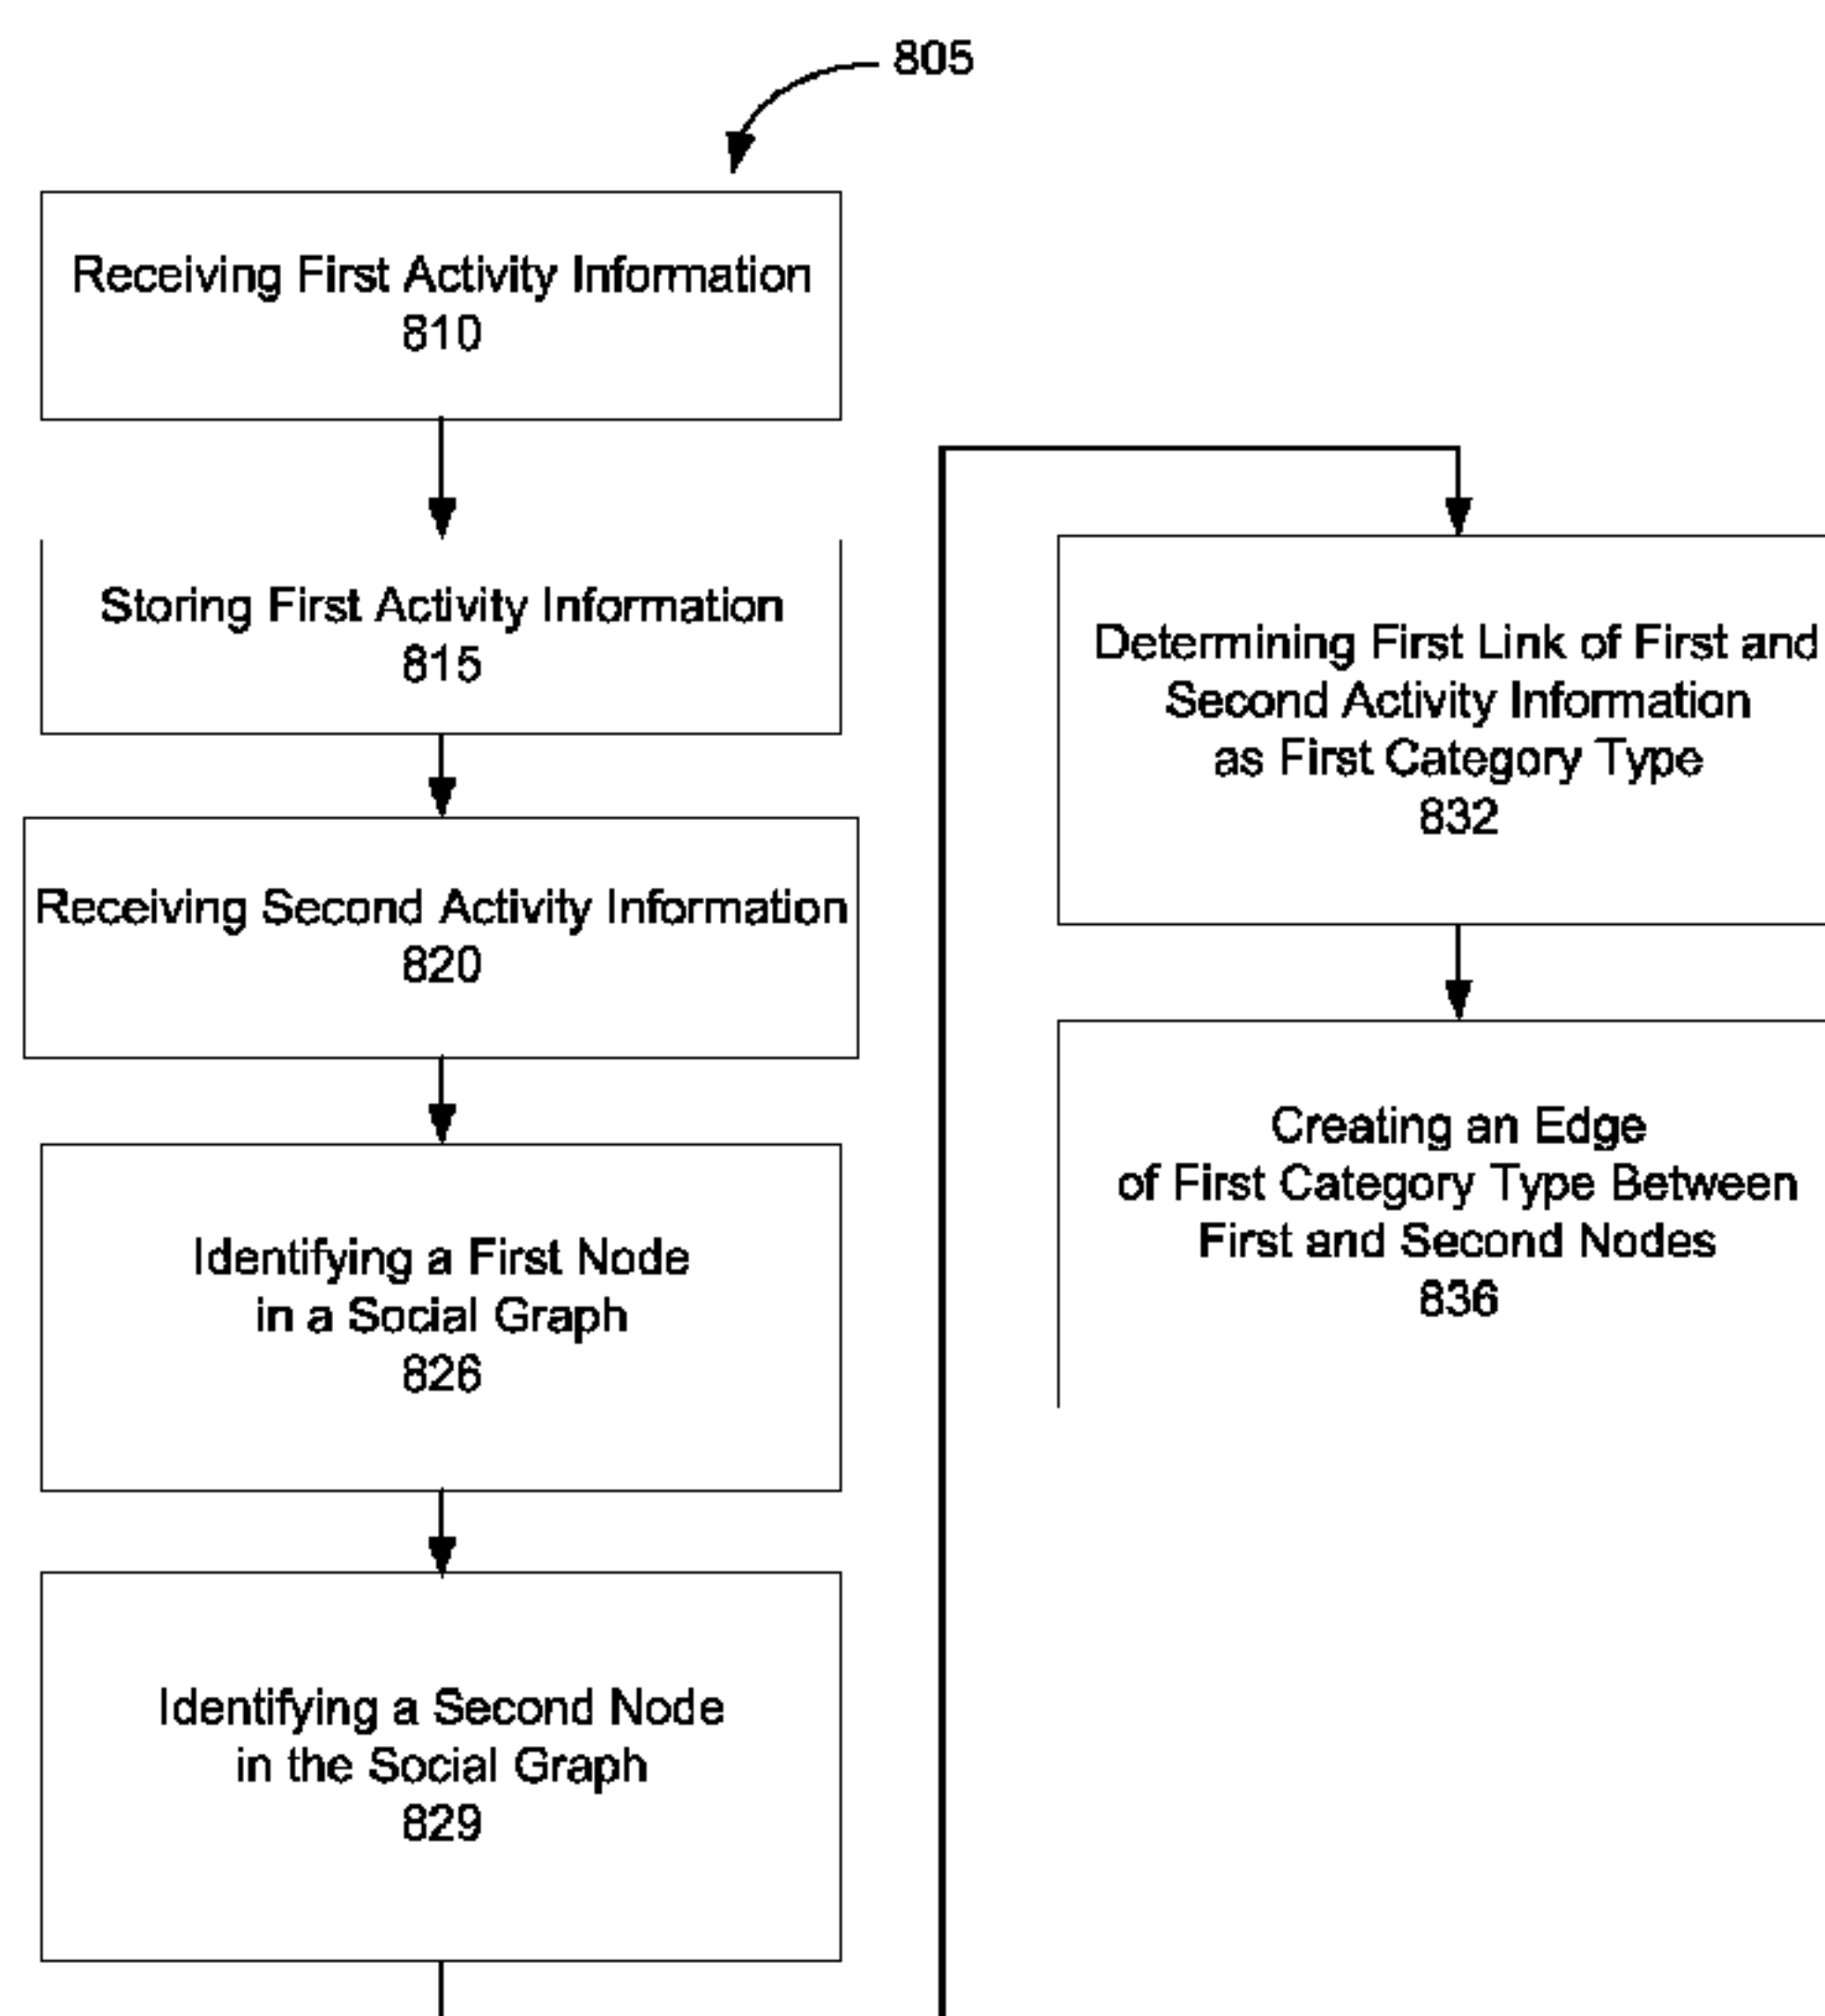 805
Receiving First Activity Information
810
Storing First Activity Information
815
Receiving Second Activity Information
820
Identifying a First Node
in a Social Graph
826
Identifying a Second Node
in the Social Graph
829
Determining First Link of First and
Second Activity Information
as First Category Type
832
Creating an Edge
of First Category Type Between
First and Second Nodes
836